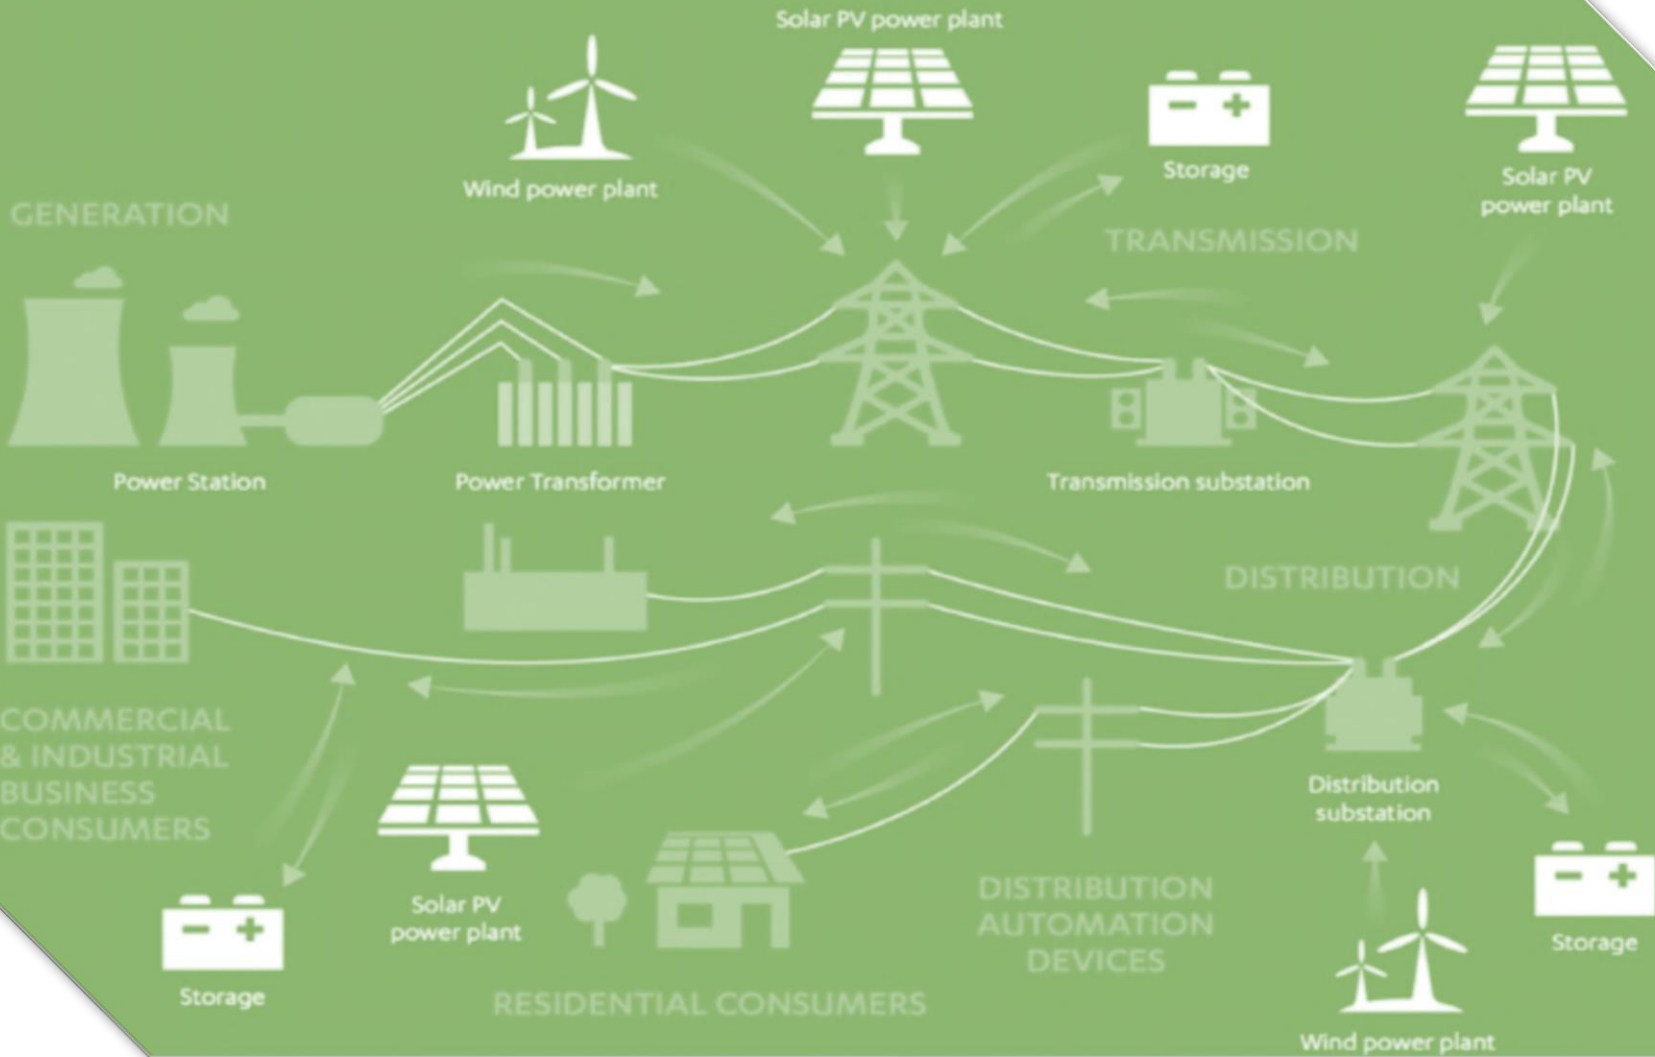 Solar PV power plant
Wind power plant
Storage
Solar PV
power plant
GENERATION
TRANSMISSION
Power Station
Power Transformer
Transmission substation
DISTRIBUTION
COMMERCIAL
& INDUSTRIAL
BUSINESS
CONSUMERS
Distribution
substation
Solar PV
power plant
DISTRIBUTION
AUTOMATION
DEVICES
Storage
Storage
RESIDENTIAL CONSUMERS
Wind power plant